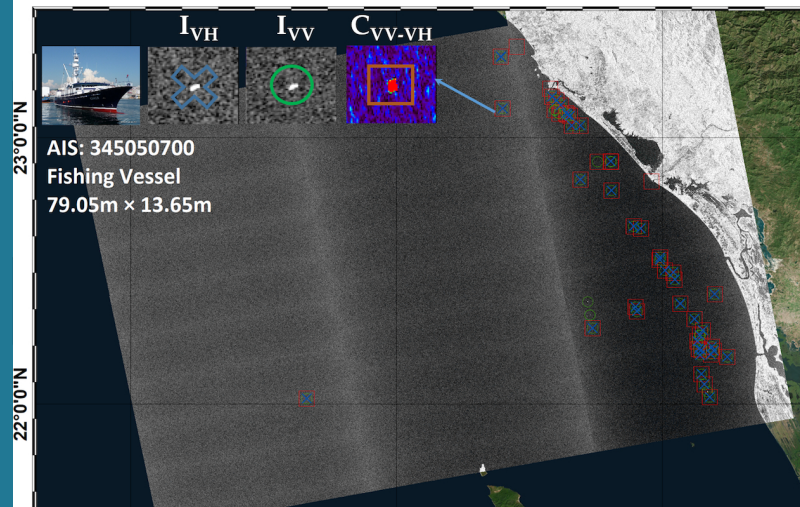 I_VH I_VV C_VV-VH
AIS: 345050700
Fishing Vessel
79.05m × 13.65m
23°0'0"N
22°0'0"N